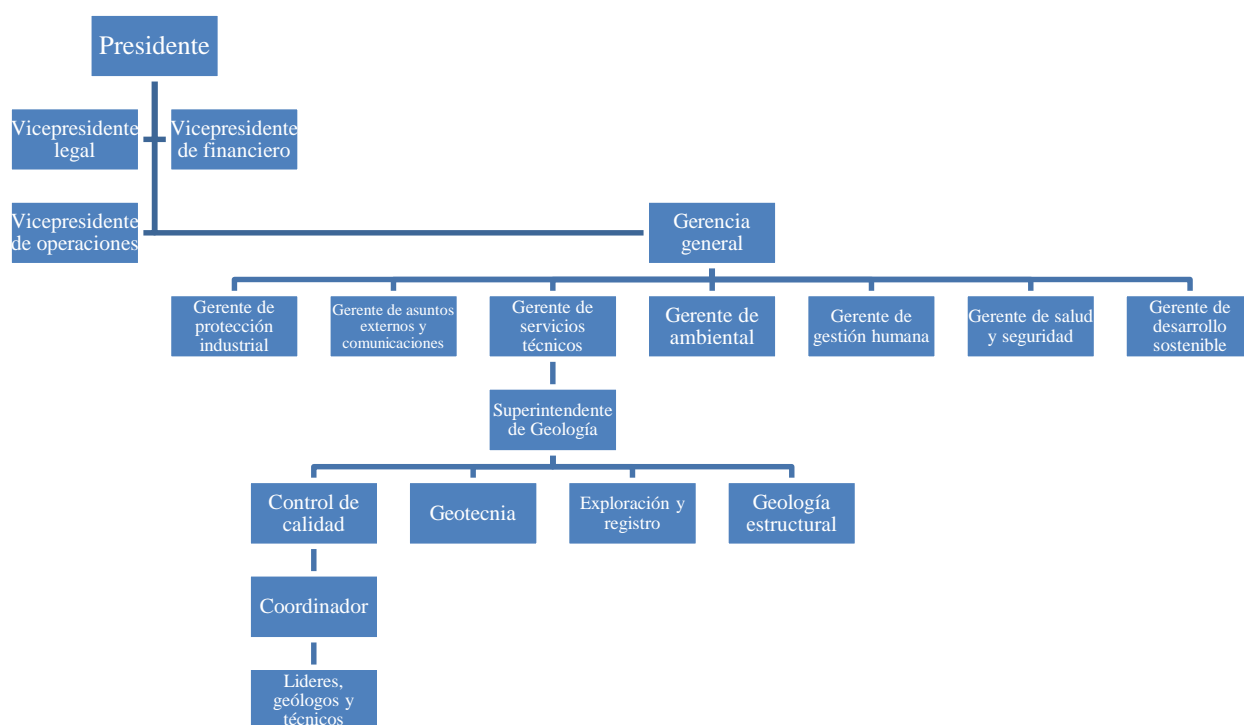 Presidente
Vicepresidente
legal
Vicepresidente
de financiero
Vicepresidente
de operaciones
Gerencia
general
Gerente de
protección
industrial
Gerente de asuntos
externos y
comunicaciones
Gerente de
servicios
técnicos
Gerente de
ambiental
Gerente de
gestión humana
Gerente de salud
y seguridad
Gerente de
desarrollo
sostenible
Superintendente
de Geología
Control de
calidad
Geotecnia
Exploración y
registro
Geología
estructural
Coordinador
Lideres,
geólogos y
técnicos